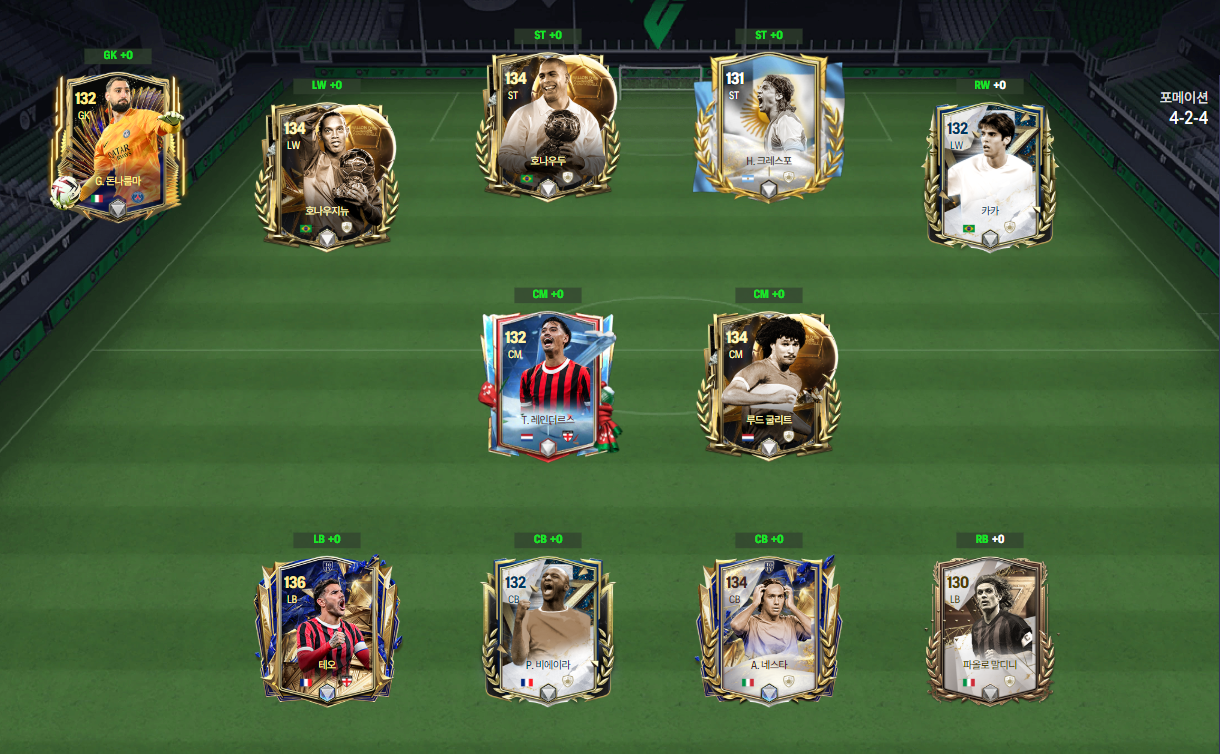 GK +0
132
GK
G. 돈나룸마
LW +0
134
LW
호나우지뉴
ST +0
134
ST
호나우두
ST +0
131
ST
H. 크레스포
RW +0
132
LW
카카
포메이션
4-2-4
CM +0
132
CM
T. 레인더르스
CM +0
134
CM
루드 굴리트
LB +0
136
LB
테오
CB +0
132
CB
P. 비에이라
CB +0
134
CB
A. 네스타
RB +0
130
LB
파올로 말디니